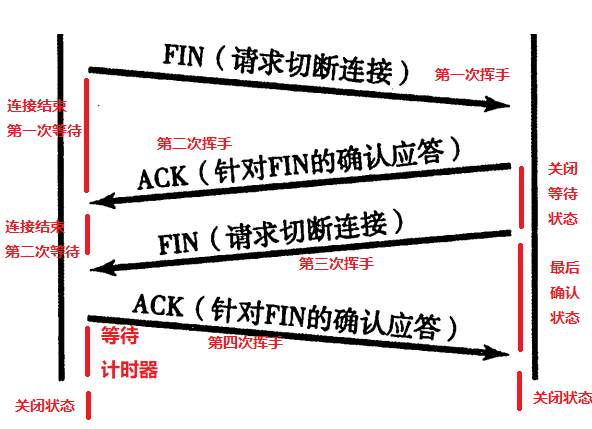 FIN（请求切断连接）
第一次挥手
连接结束
第一次等待
第二次挥手
ACK（针对FIN的确认应答）
关闭
等待
状态
连接结束
第二次等待
FIN（请求切断连接）
第三次挥手
最后
确认
状态
ACK（针对FIN的确认应答）
第四次挥手
等待
计时器
关闭状态
关闭状态